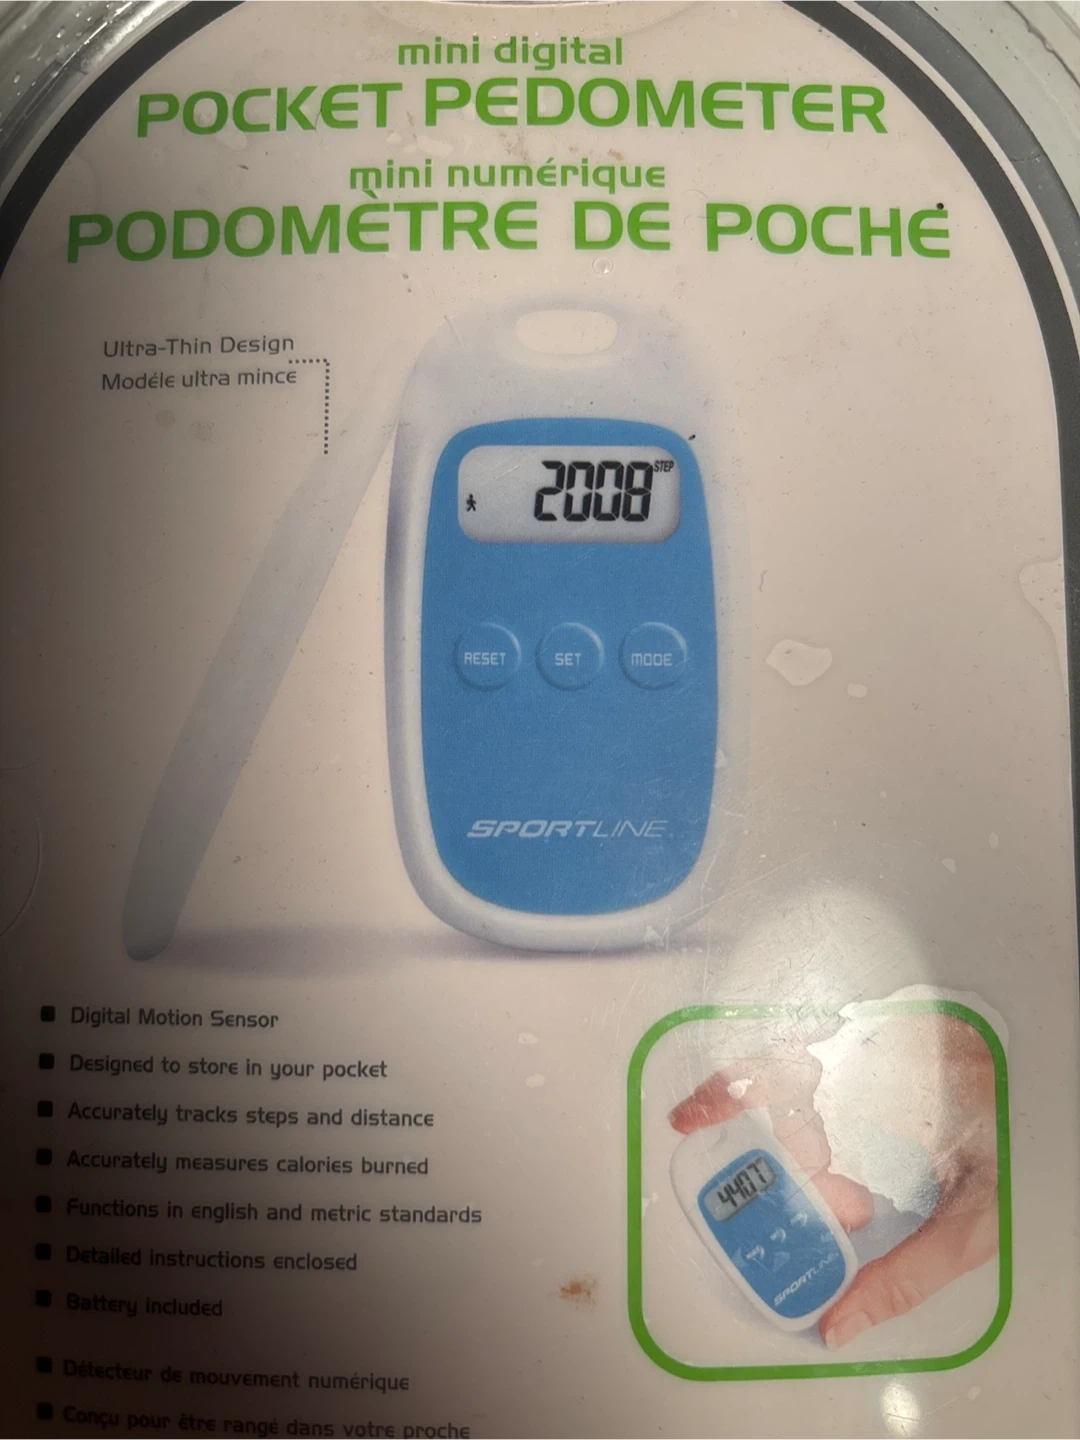 mini digital
POCKET PEDOMETER
mini numérique
PODOMÈTRE DE POCHE
Ultra-Thin Design
Modéle ultra mince
2008 STEP
RESET SET MODE
SPORTLINE
Digital Motion Sensor
Designed to store in your pocket
Accurately tracks steps and distance
Accurately measures calories burned
Functions in english and metric standards
Detailed instructions enclosed
Battery included
4407
SPORTLINE
Détecteur de mouvement numérique
Conçu pour être rangé dans votre proche